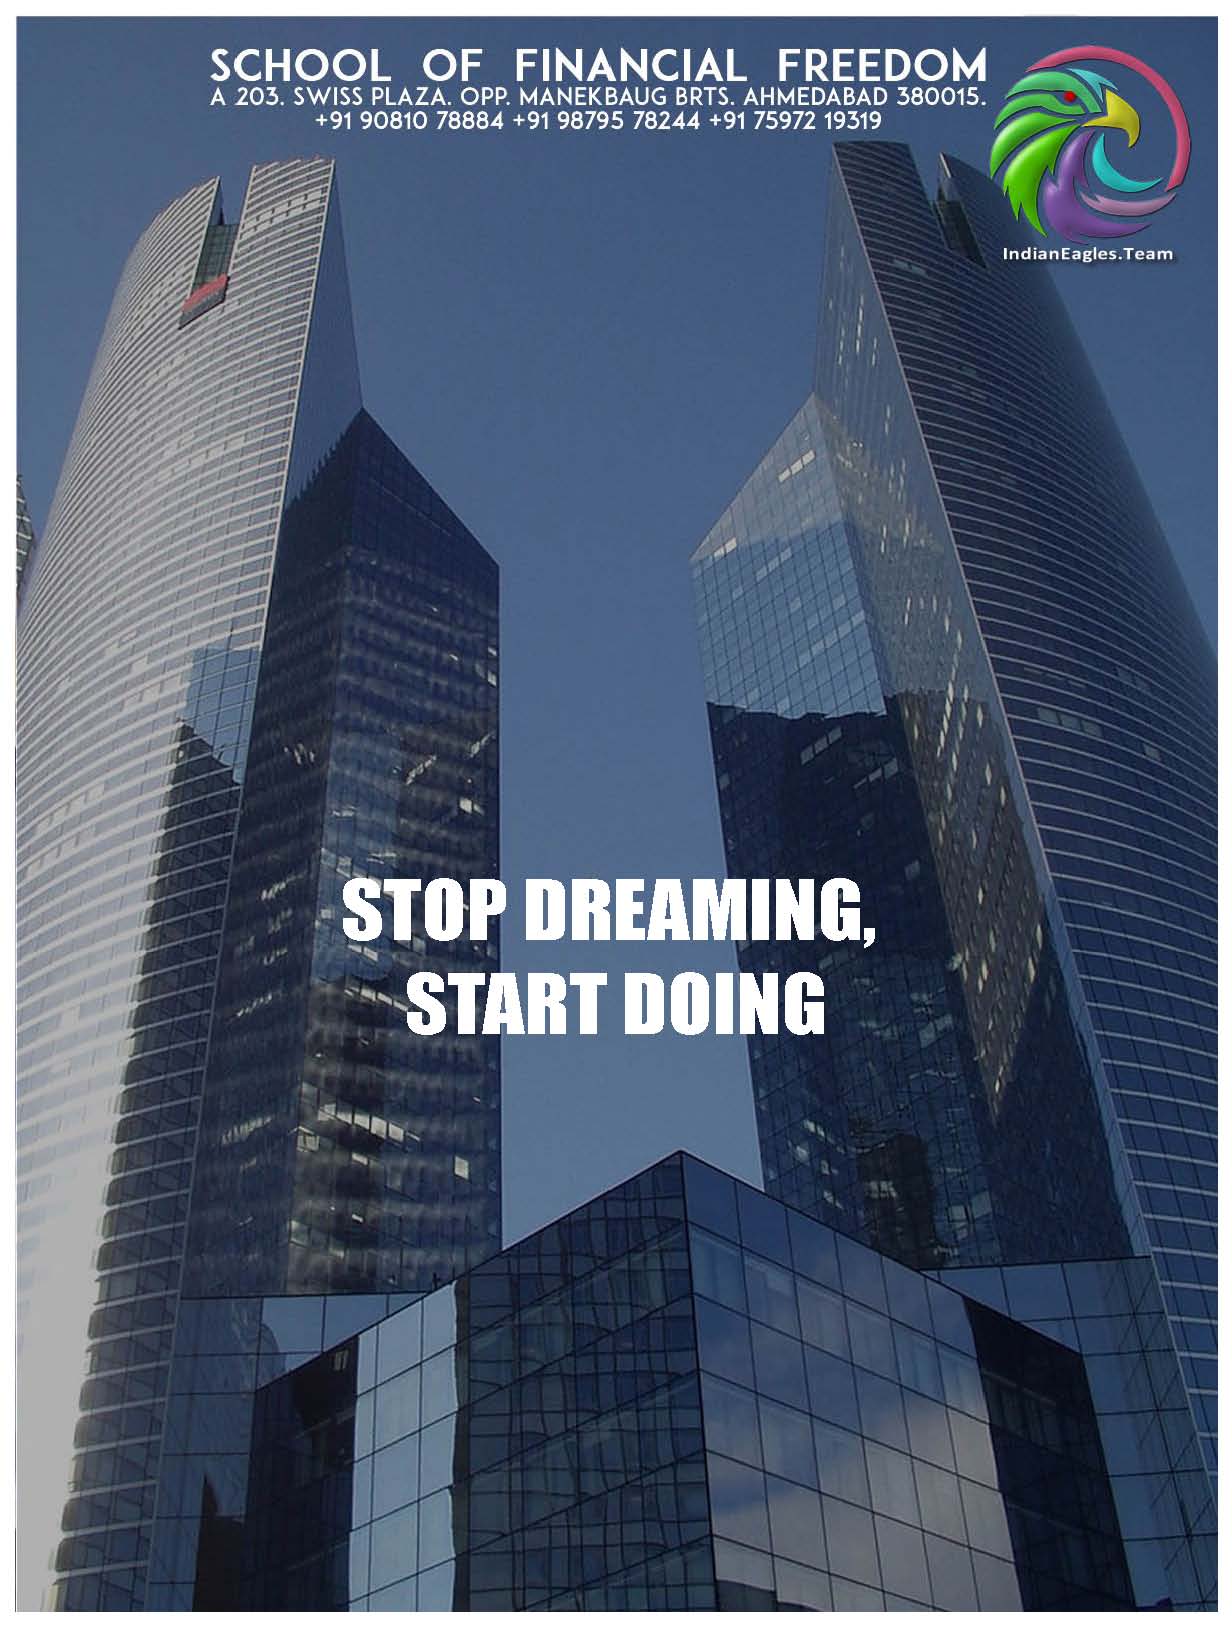 SCHOOL OF FINANCIAL FREEDOM
A 203. SWISS PLAZA. OPP. MANEKBAUG BRTS. AHMEDABAD 380015.
+91 90810 78884 +91 98795 78244 +91 75972 19319
IndianEagles.Team
STOP DREAMING,
START DOING